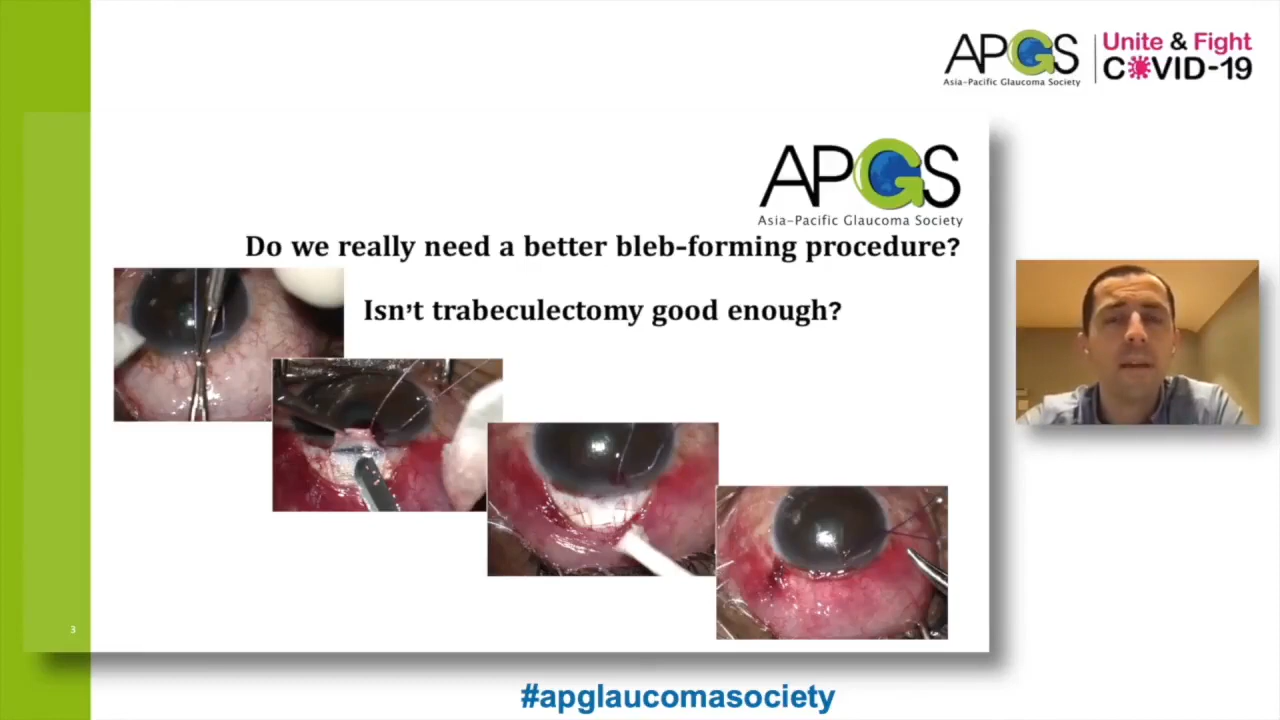 APGS
Asia-Pacific Glaucoma Society
Unite & Fight
COVID-19
APGS
Asia-Pacific Glaucoma Society
Do we really need a better bleb-forming procedure?
Isn't trabeculectomy good enough?
3
#apglaucomasociety